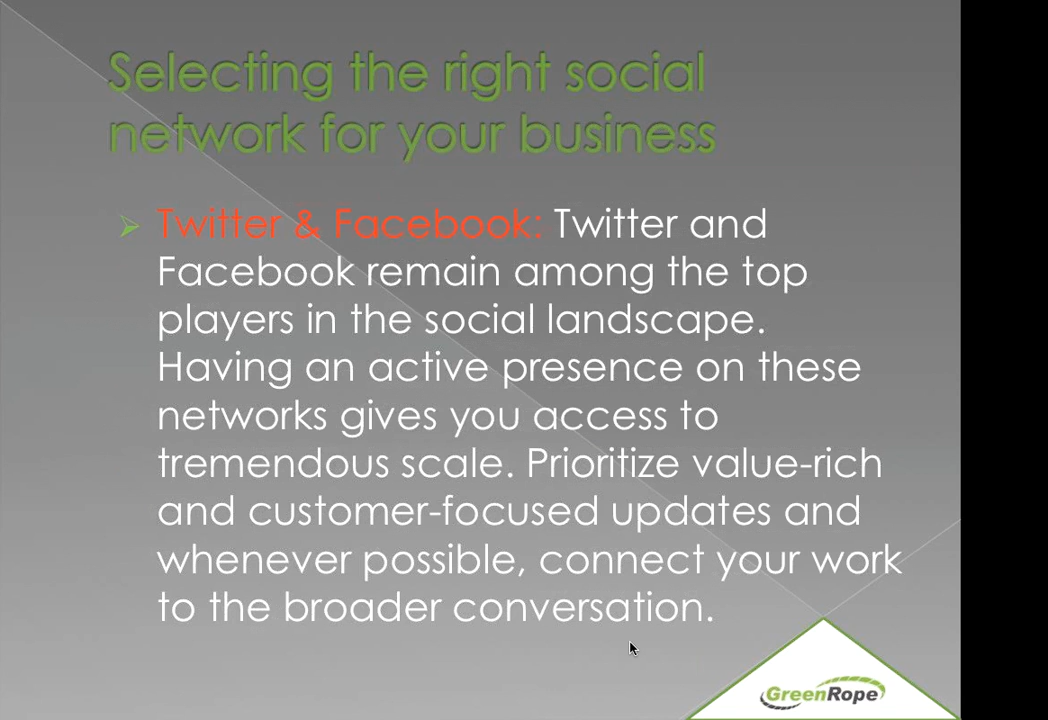 Selecting the right social
network for your business
Twitter & Facebook: Twitter and
Facebook remain among the top
players in the social landscape.
Having an active presence on these
networks gives you access to
tremendous scale. Prioritize value-rich
and customer-focused updates and
whenever possible, connect your work
to the broader conversation.
GreenRope